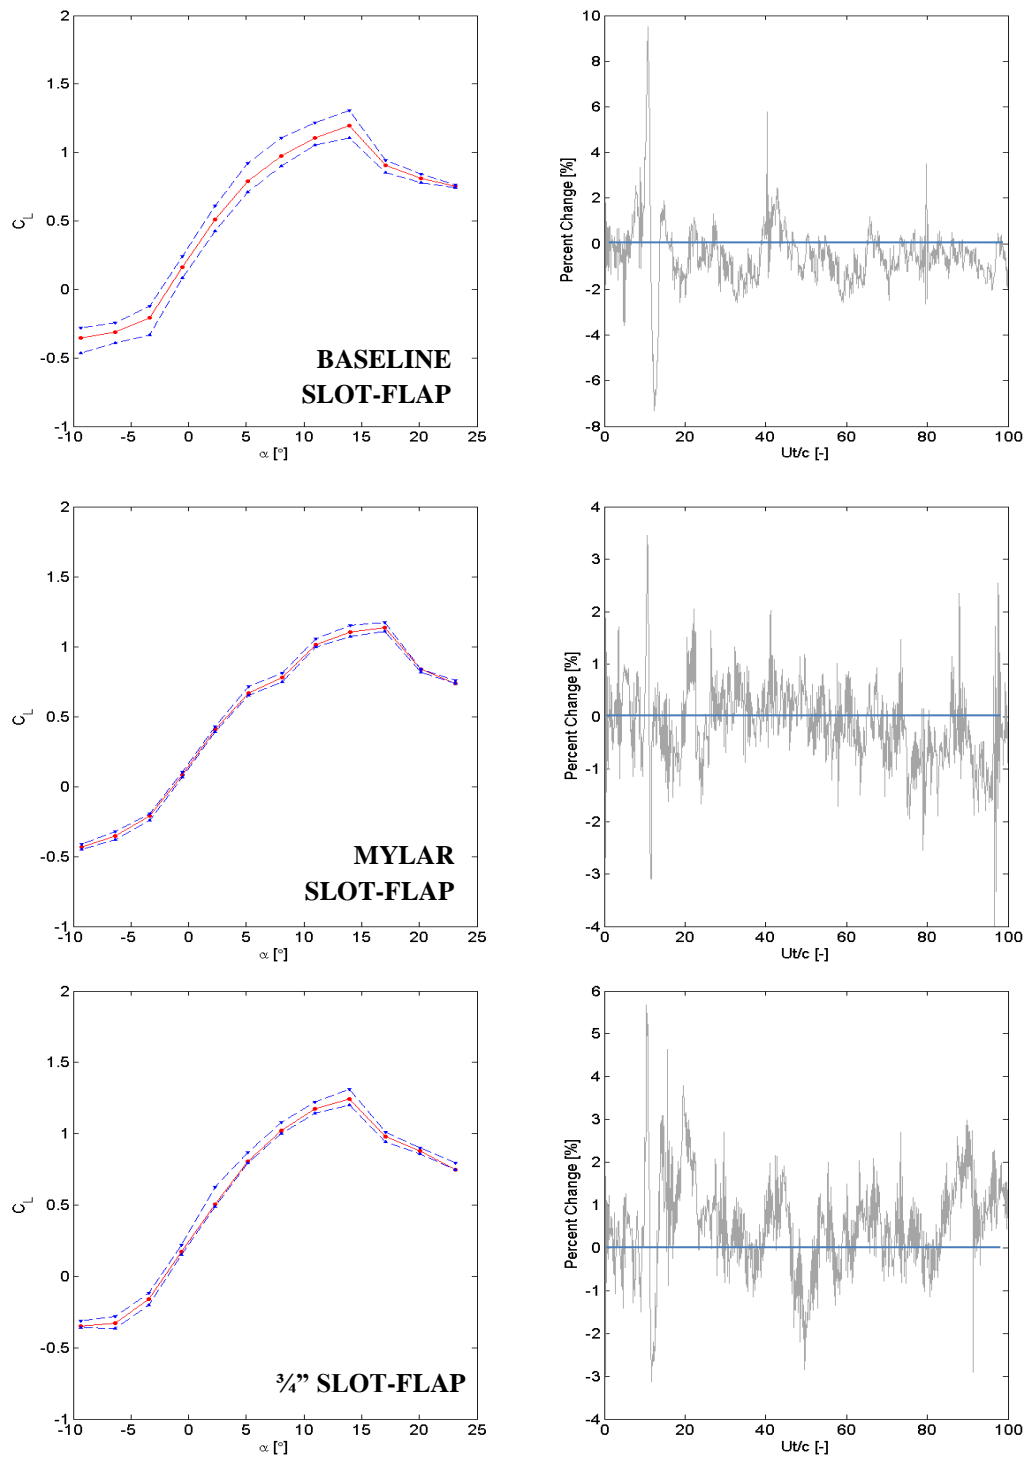 2
1.5
1
0.5
0
-0.5
-1
C_L
-10 -5 0 5 10 15 20 25
α [°]
BASELINE
SLOT-FLAP
10
8
6
4
2
0
-2
-4
-6
-8
Percent Change [%]
0 20 40 60 80 100
Ut/c [-]
2
1.5
1
0.5
0
-0.5
-1
C_L
-10 -5 0 5 10 15 20 25
α [°]
MYLAR
SLOT-FLAP
4
3
2
1
0
-1
-2
-3
-4
Percent Change [%]
0 20 40 60 80 100
Ut/c [-]
2
1.5
1
0.5
0
-0.5
-1
C_L
-10 -5 0 5 10 15 20 25
α [°]
¾” SLOT-FLAP
6
5
4
3
2
1
0
-1
-2
-3
-4
Percent Change [%]
0 20 40 60 80 100
Ut/c [-]